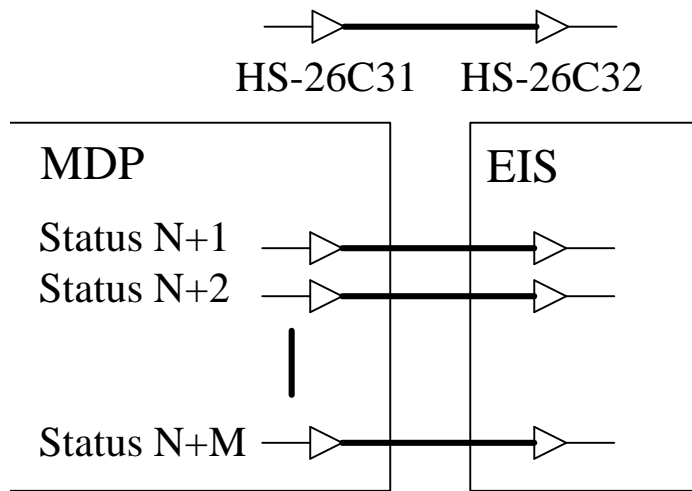 HS-26C31 HS-26C32
MDP EIS
Status N+1
Status N+2
Status N+M